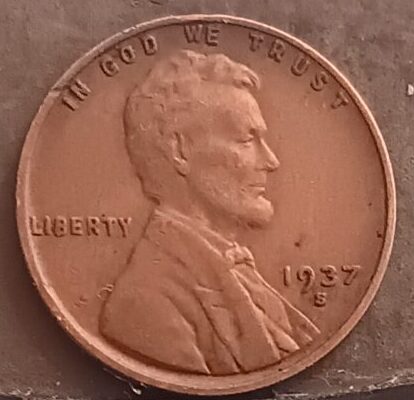 IN GOD WE TRUST
LIBERTY
1937
S